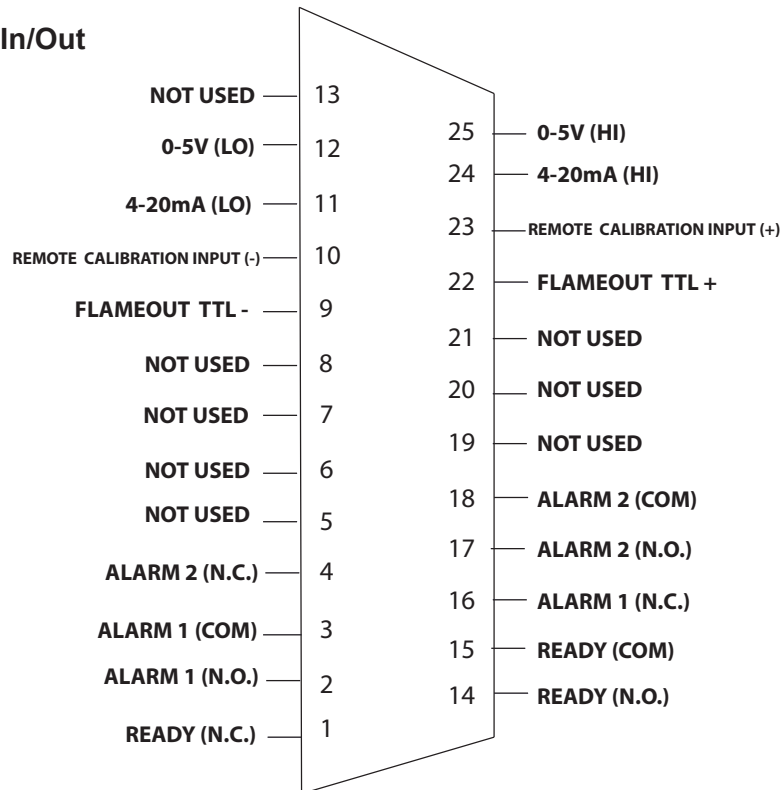 In/Out
NOT USED 13
0-5V (LO) 12
4-20mA (LO) 11
REMOTE CALIBRATION INPUT (-) 10
FLAMEOUT TTL - 9
NOT USED 8
NOT USED 7
NOT USED 6
NOT USED 5
ALARM 2 (N.C.) 4
ALARM 1 (COM) 3
ALARM 1 (N.O.) 2
READY (N.C.) 1
25 0-5V (HI)
24 4-20mA (HI)
23 REMOTE CALIBRATION INPUT (+)
22 FLAMEOUT TTL +
21 NOT USED
20 NOT USED
19 NOT USED
18 ALARM 2 (COM)
17 ALARM 2 (N.O.)
16 ALARM 1 (N.C.)
15 READY (COM)
14 READY (N.O.)